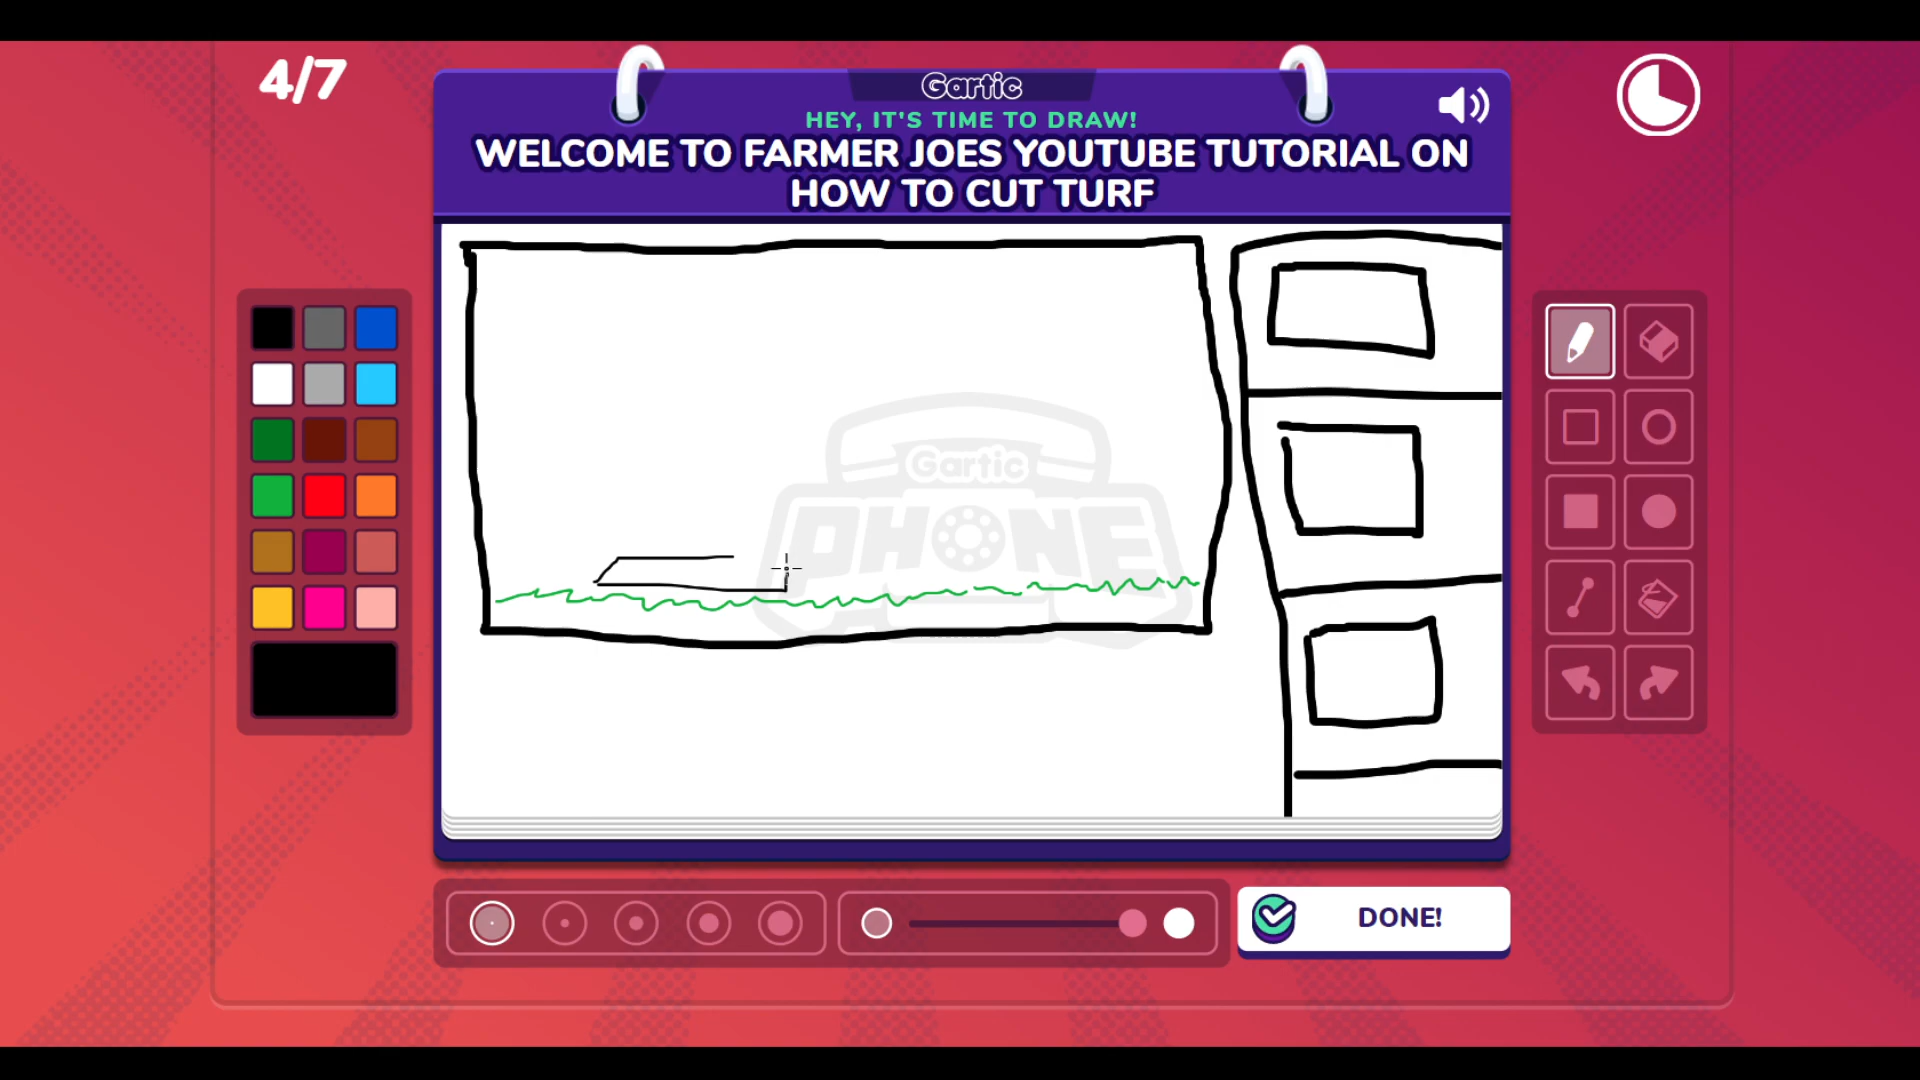 4/7
Gartic
HEY, IT'S TIME TO DRAW!
WELCOME TO FARMER JOES YOUTUBE TUTORIAL ON
HOW TO CUT TURF
Gartic
PHONE
DONE!